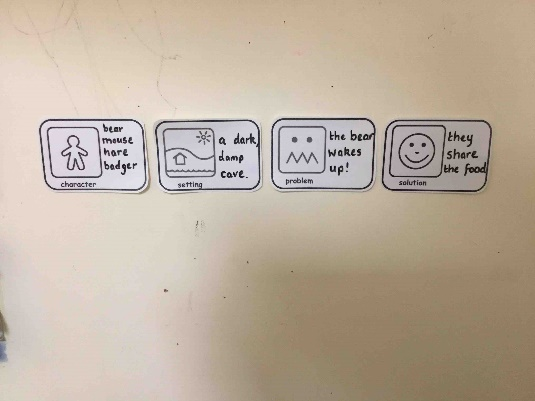 bear
mouse
hare
badger
character
a dark,
damp
cave.
setting
the bear
wakes
up!
problem
they
share
the food
solution